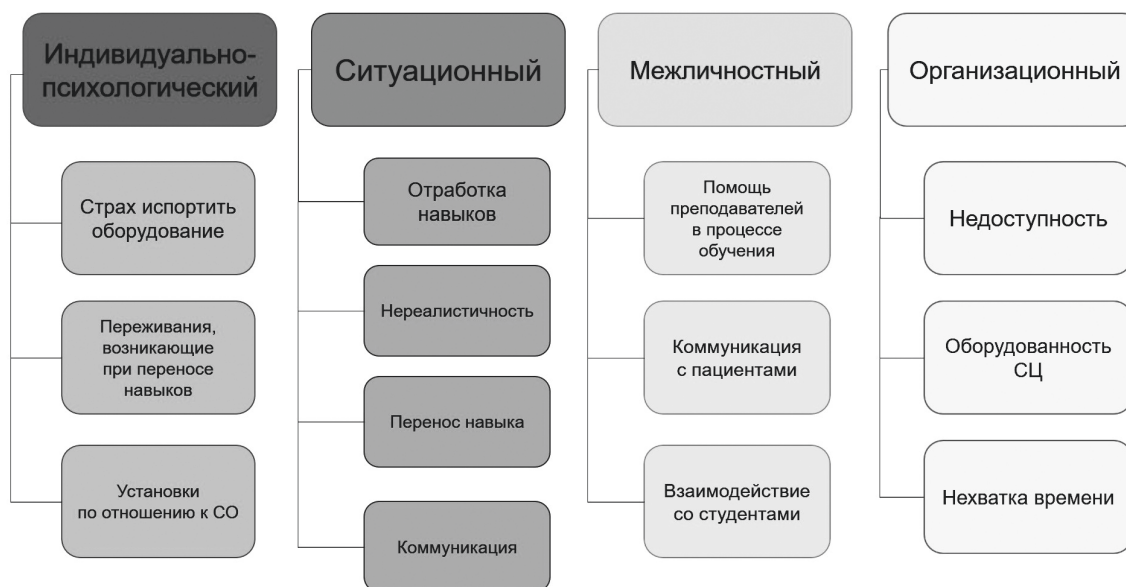 Индивидуально-
психологический
Страх испортить
оборудование
Переживания,
возникающие
при переносе
навыков
Установки
по отношению к СО
Ситуационный
Отработка
навыков
Нереалистичность
Перенос навыка
Коммуникация
Межличностный
Помощь
преподавателей
в процессе
обучения
Коммуникация
с пациентами
Взаимодействие
со студентами
Организационный
Недоступность
Оборудованность
СЦ
Нехватка времени